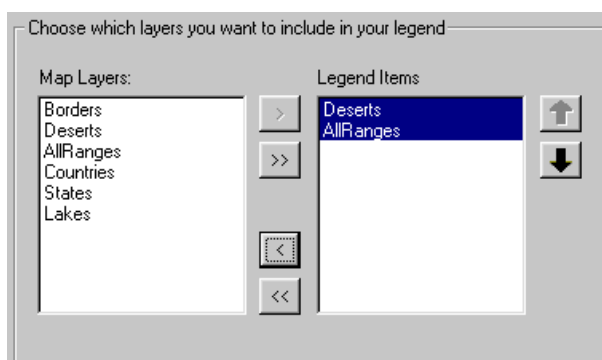 Choose which layers you want to include in your legend
Map Layers:
Borders
Deserts
AllRanges
Countries
States
Lakes
>
>>
<
<<
Legend Items
Deserts
AllRanges